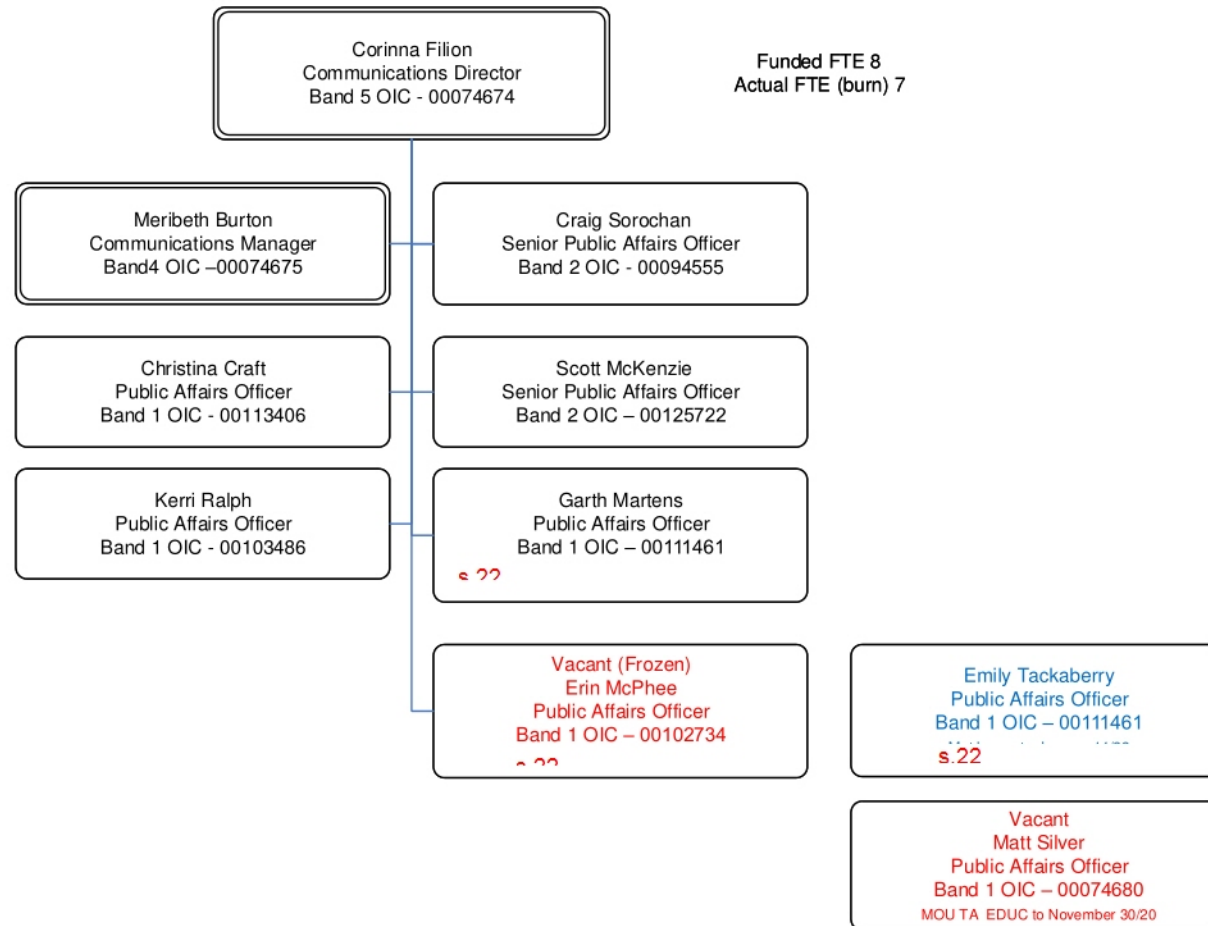 Corinna Filion
Communications Director
Band 5 OIC - 00074674
Funded FTE 8
Actual FTE (burn) 7
Meribeth Burton
Communications Manager
Band4 OIC –00074675
Craig Sorochan
Senior Public Affairs Officer
Band 2 OIC - 00094555
Christina Craft
Public Affairs Officer
Band 1 OIC - 00113406
Scott McKenzie
Senior Public Affairs Officer
Band 2 OIC – 00125722
Kerri Ralph
Public Affairs Officer
Band 1 OIC - 00103486
Garth Martens
Public Affairs Officer
Band 1 OIC – 00111461
s.22
Vacant (Frozen)
Erin McPhee
Public Affairs Officer
Band 1 OIC – 00102734
s.22
Emily Tackaberry
Public Affairs Officer
Band 1 OIC – 00111461
s.22
Vacant
Matt Silver
Public Affairs Officer
Band 1 OIC – 00074680
MOU TA EDUC to November 30/20